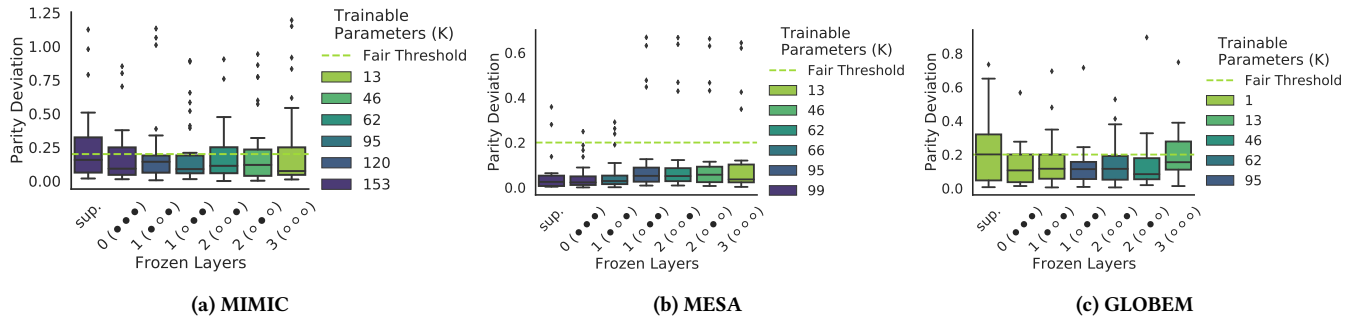 Parity Deviation
1.25
1.00
0.75
0.50
0.25
0.00
sup.
0 (●●●)
1 (●○●)
1 (○●●)
2 (○○●)
2 (○●○)
3 (○○○)
Frozen Layers
Trainable
Parameters (K)
Fair Threshold
13
46
62
95
120
153
(a) MIMIC
Parity Deviation
0.6
0.4
0.2
0.0
sup.
0 (●●●)
1 (●○●)
1 (○●●)
2 (○○●)
2 (○●○)
3 (○○○)
Frozen Layers
Trainable
Parameters (K)
Fair Threshold
13
46
62
66
95
99
(b) MESA
Parity Deviation
0.8
0.6
0.4
0.2
0.0
sup.
0 (●●●)
1 (●○●)
1 (○●●)
2 (○○●)
2 (○●○)
3 (○○○)
Frozen Layers
Trainable
Parameters (K)
Fair Threshold
1
13
46
62
95
(c) GLOBEM